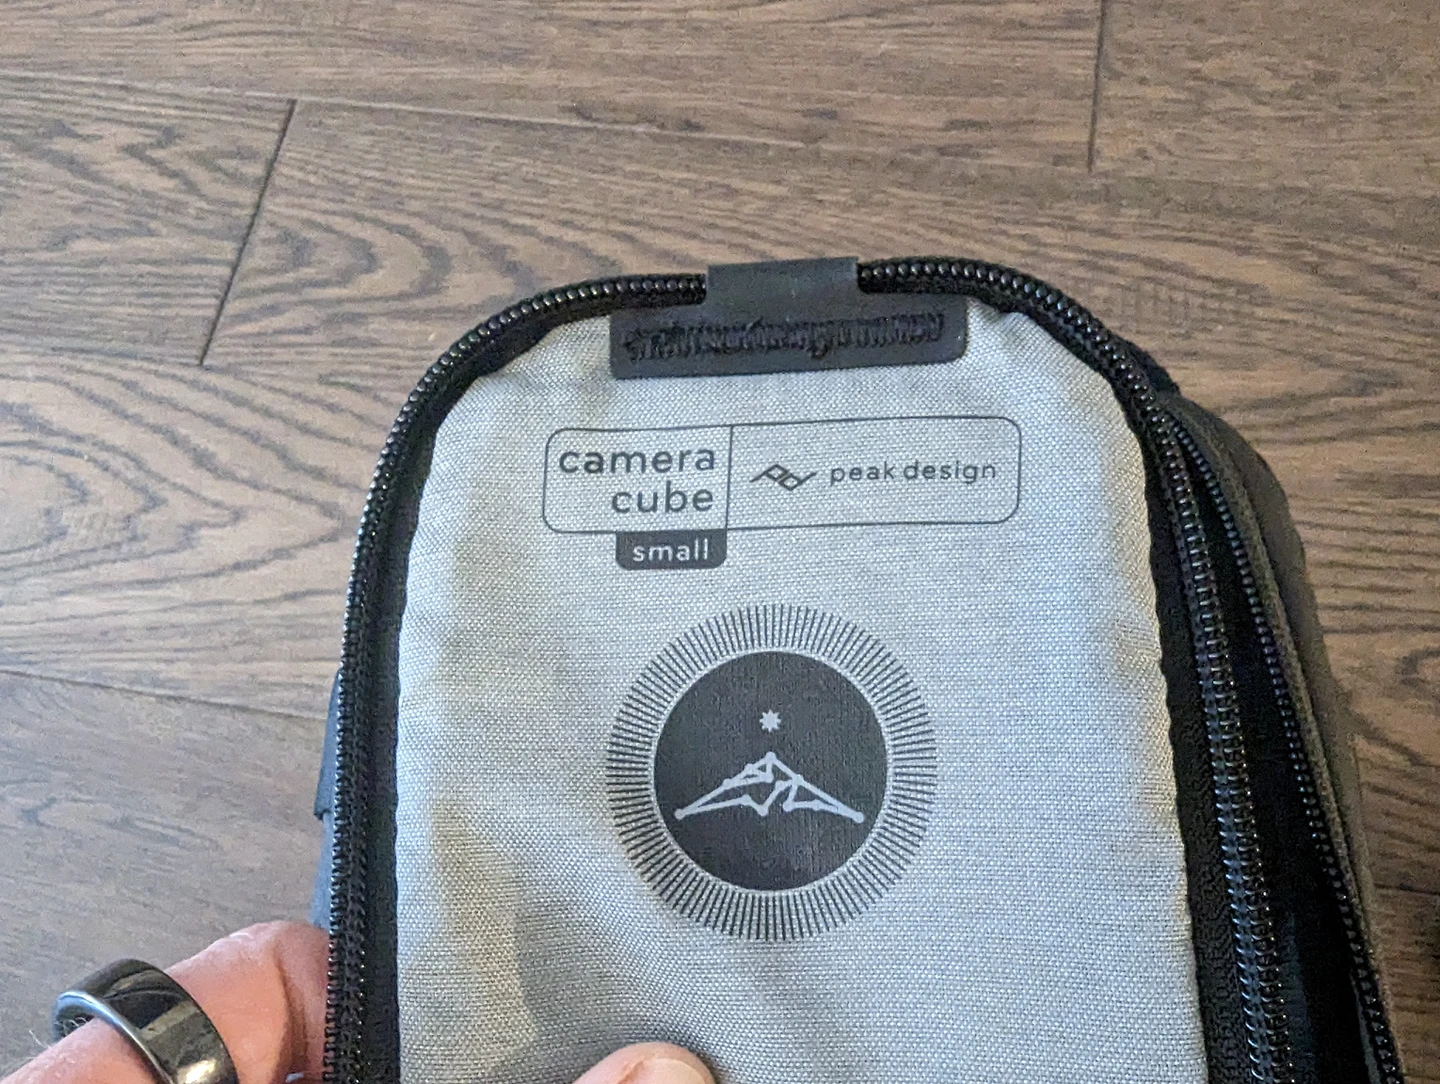 camera
cube
peak design
small